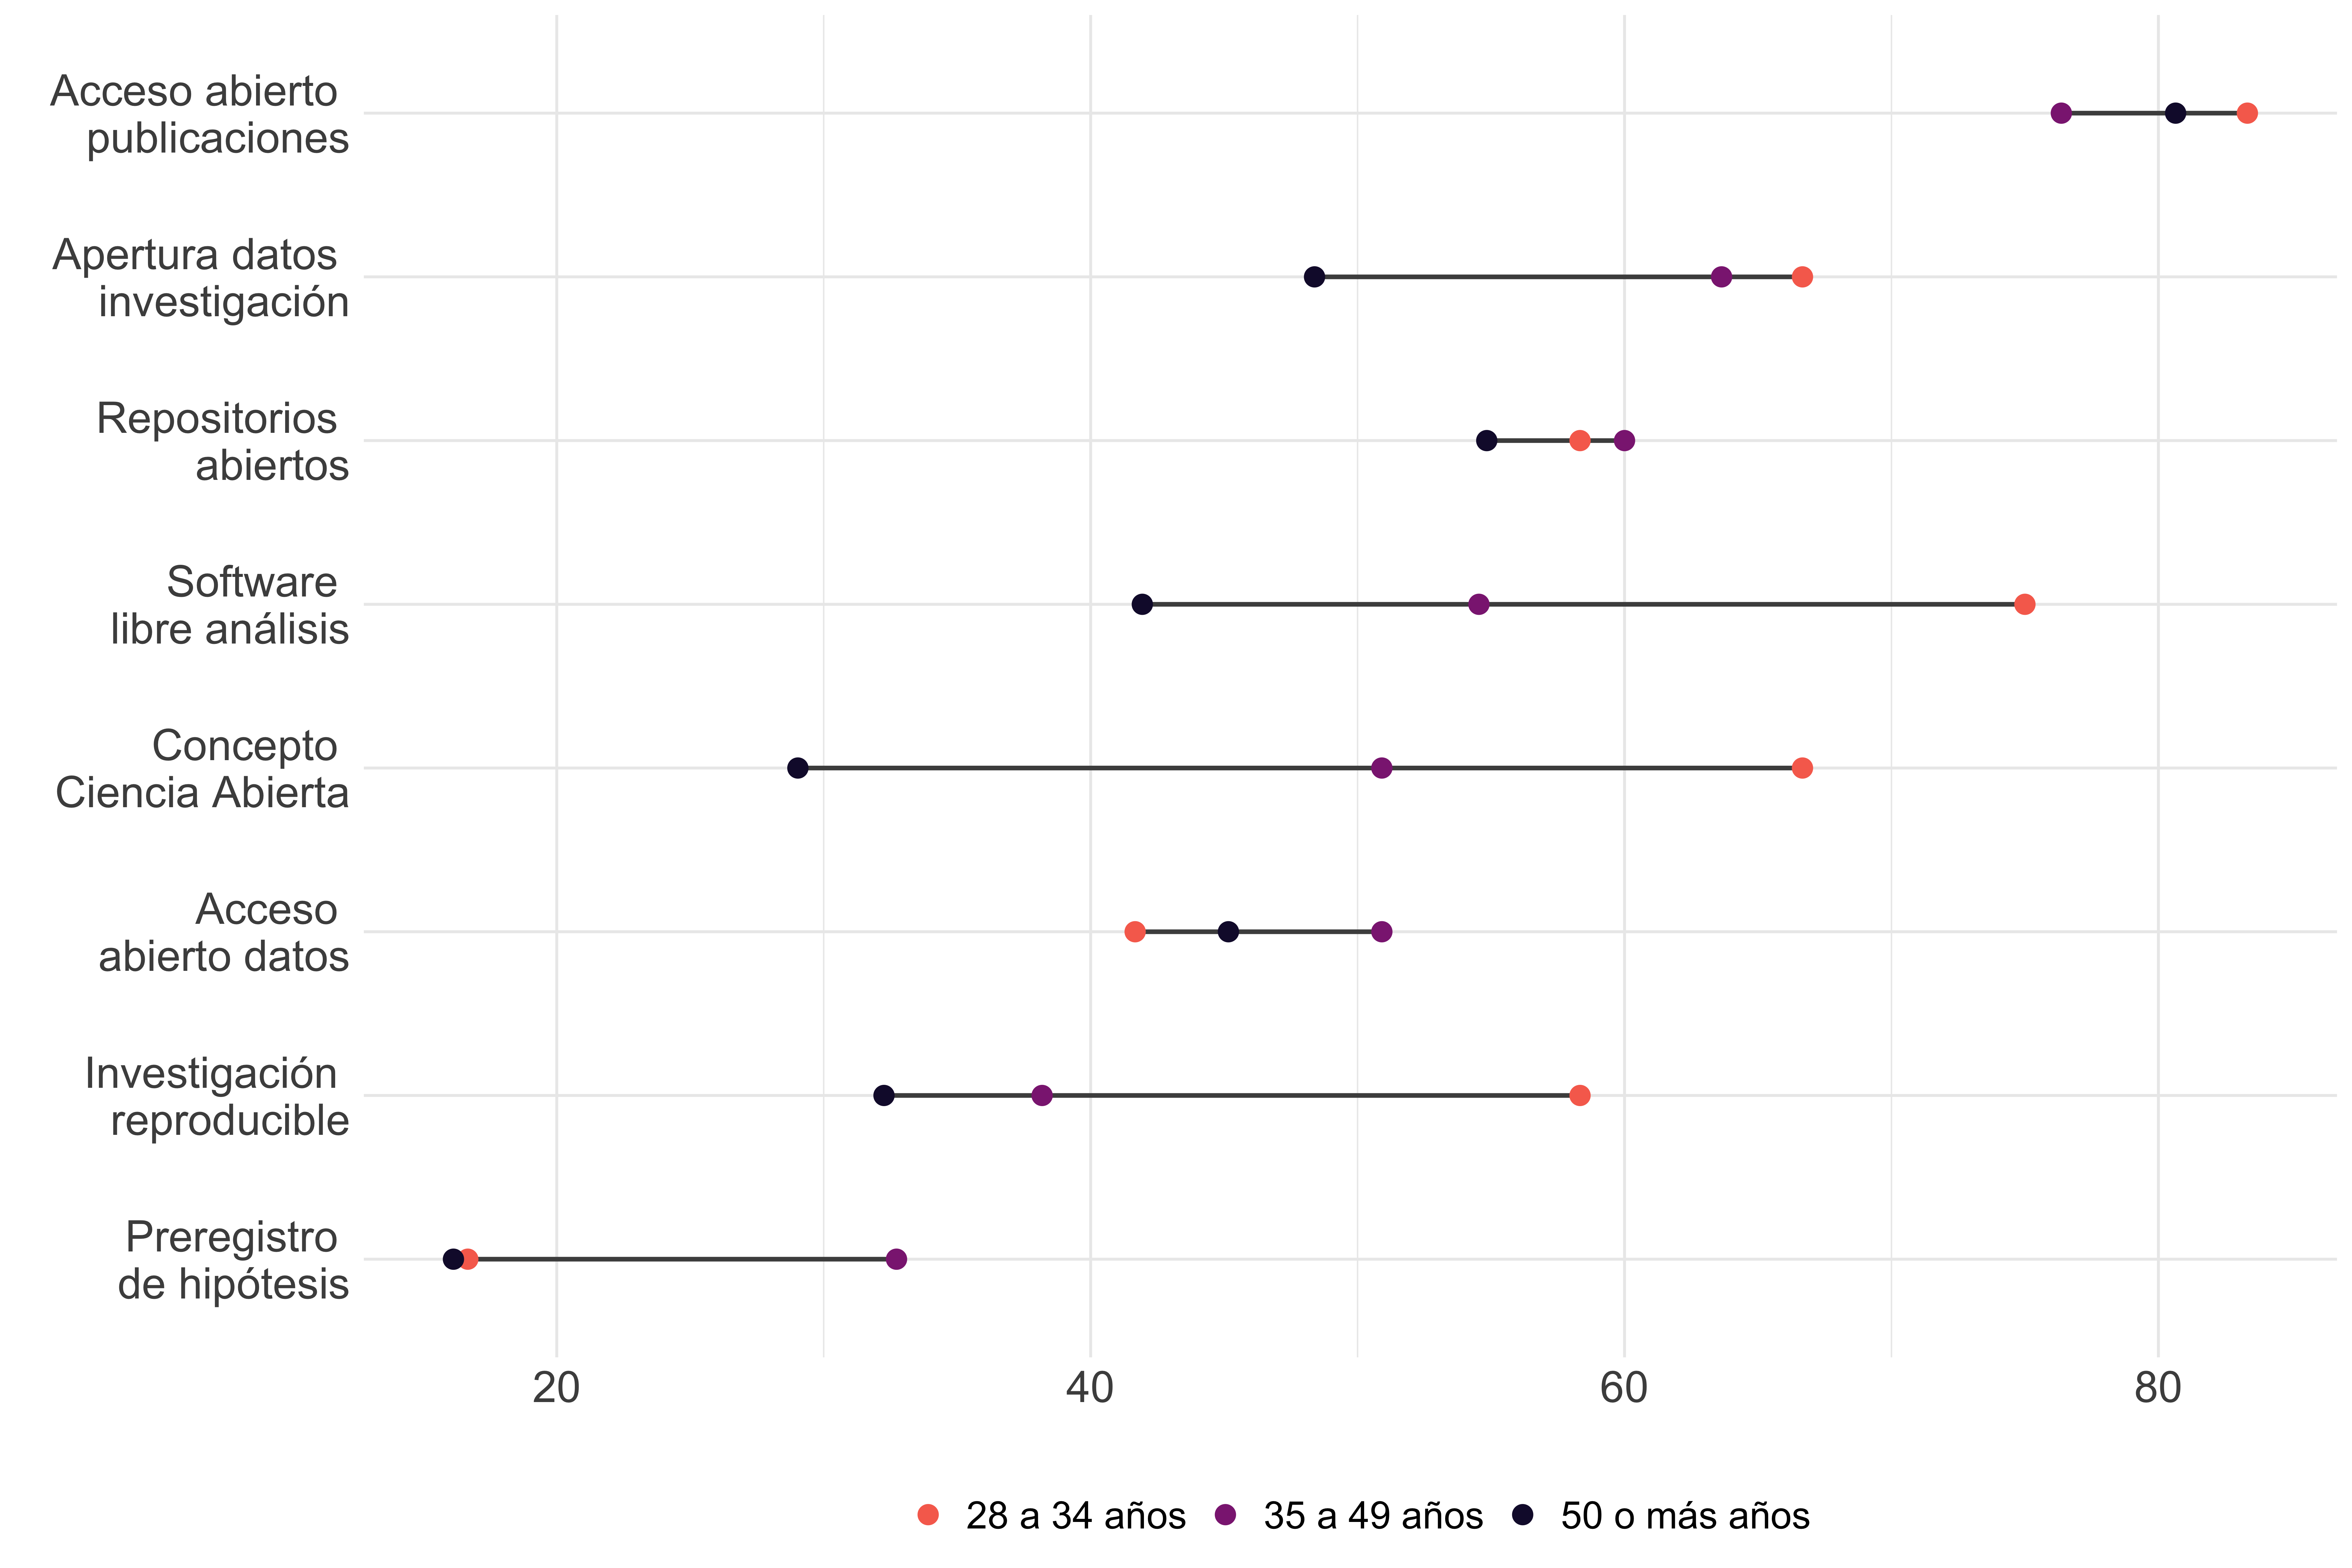 Acceso abierto
publicaciones
Apertura datos
investigación
Repositorios
abiertos
Software
libre análisis
Concepto
Ciencia Abierta
Acceso
abierto datos
Investigación
reproducible
Preregistro
de hipótesis
20 40 60 80
28 a 34 años 35 a 49 años 50 o más años